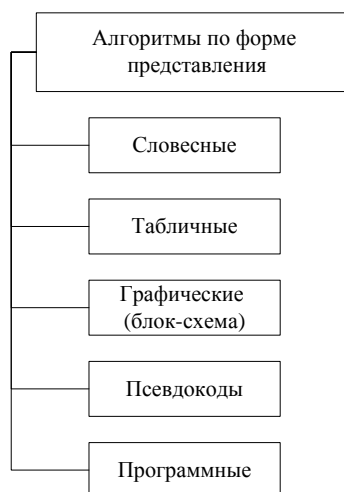 Алгоритмы по форме
представления
Словесные
Табличные
Графические
(блок-схема)
Псевдокоды
Программные